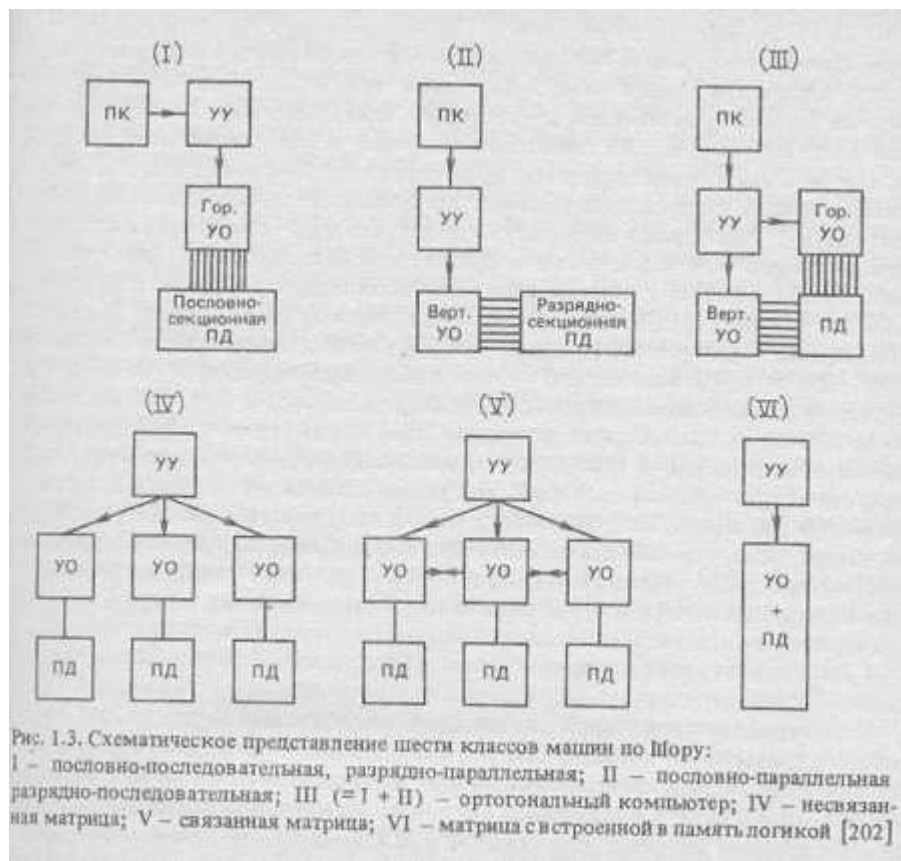 (I)
(II)
(III)
ПК
УУ
Гор.
УО
Пословно-
секционная
ПД
ПК
УУ
Верт.
УО
Разрядно-
секционная
ПД
ПК
УУ
Гор.
УО
Верт.
УО
ПД
(IV)
(V)
(VI)
УУ
УО
УО
УО
ПД
ПД
ПД
УУ
УО
УО
УО
ПД
ПД
ПД
УУ
УО
+
ПД
Рис. 1.3. Схематическое представление шести классов машин по Шору:
I – пословно-последовательная, разрядно-параллельная; II – пословно-параллельная
разрядно-последовательная; III (= I + II) – ортогональный компьютер; IV – несвязан-
ная матрица; V – связанная матрица; VI – матрица с встроенной в память логикой [202]